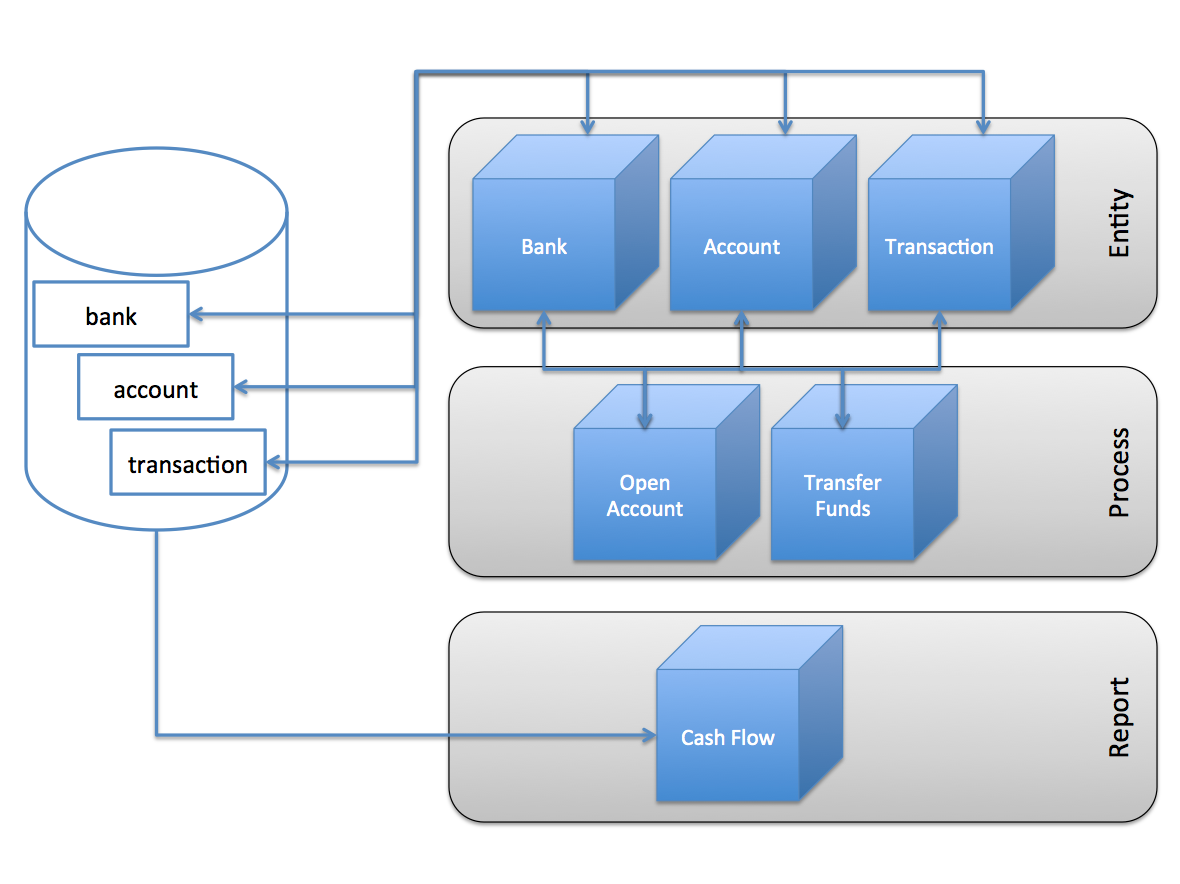 Bank
Account
Transaction
Entity
bank
account
transaction
Open
Account
Transfer
Funds
Process
Cash Flow
Report